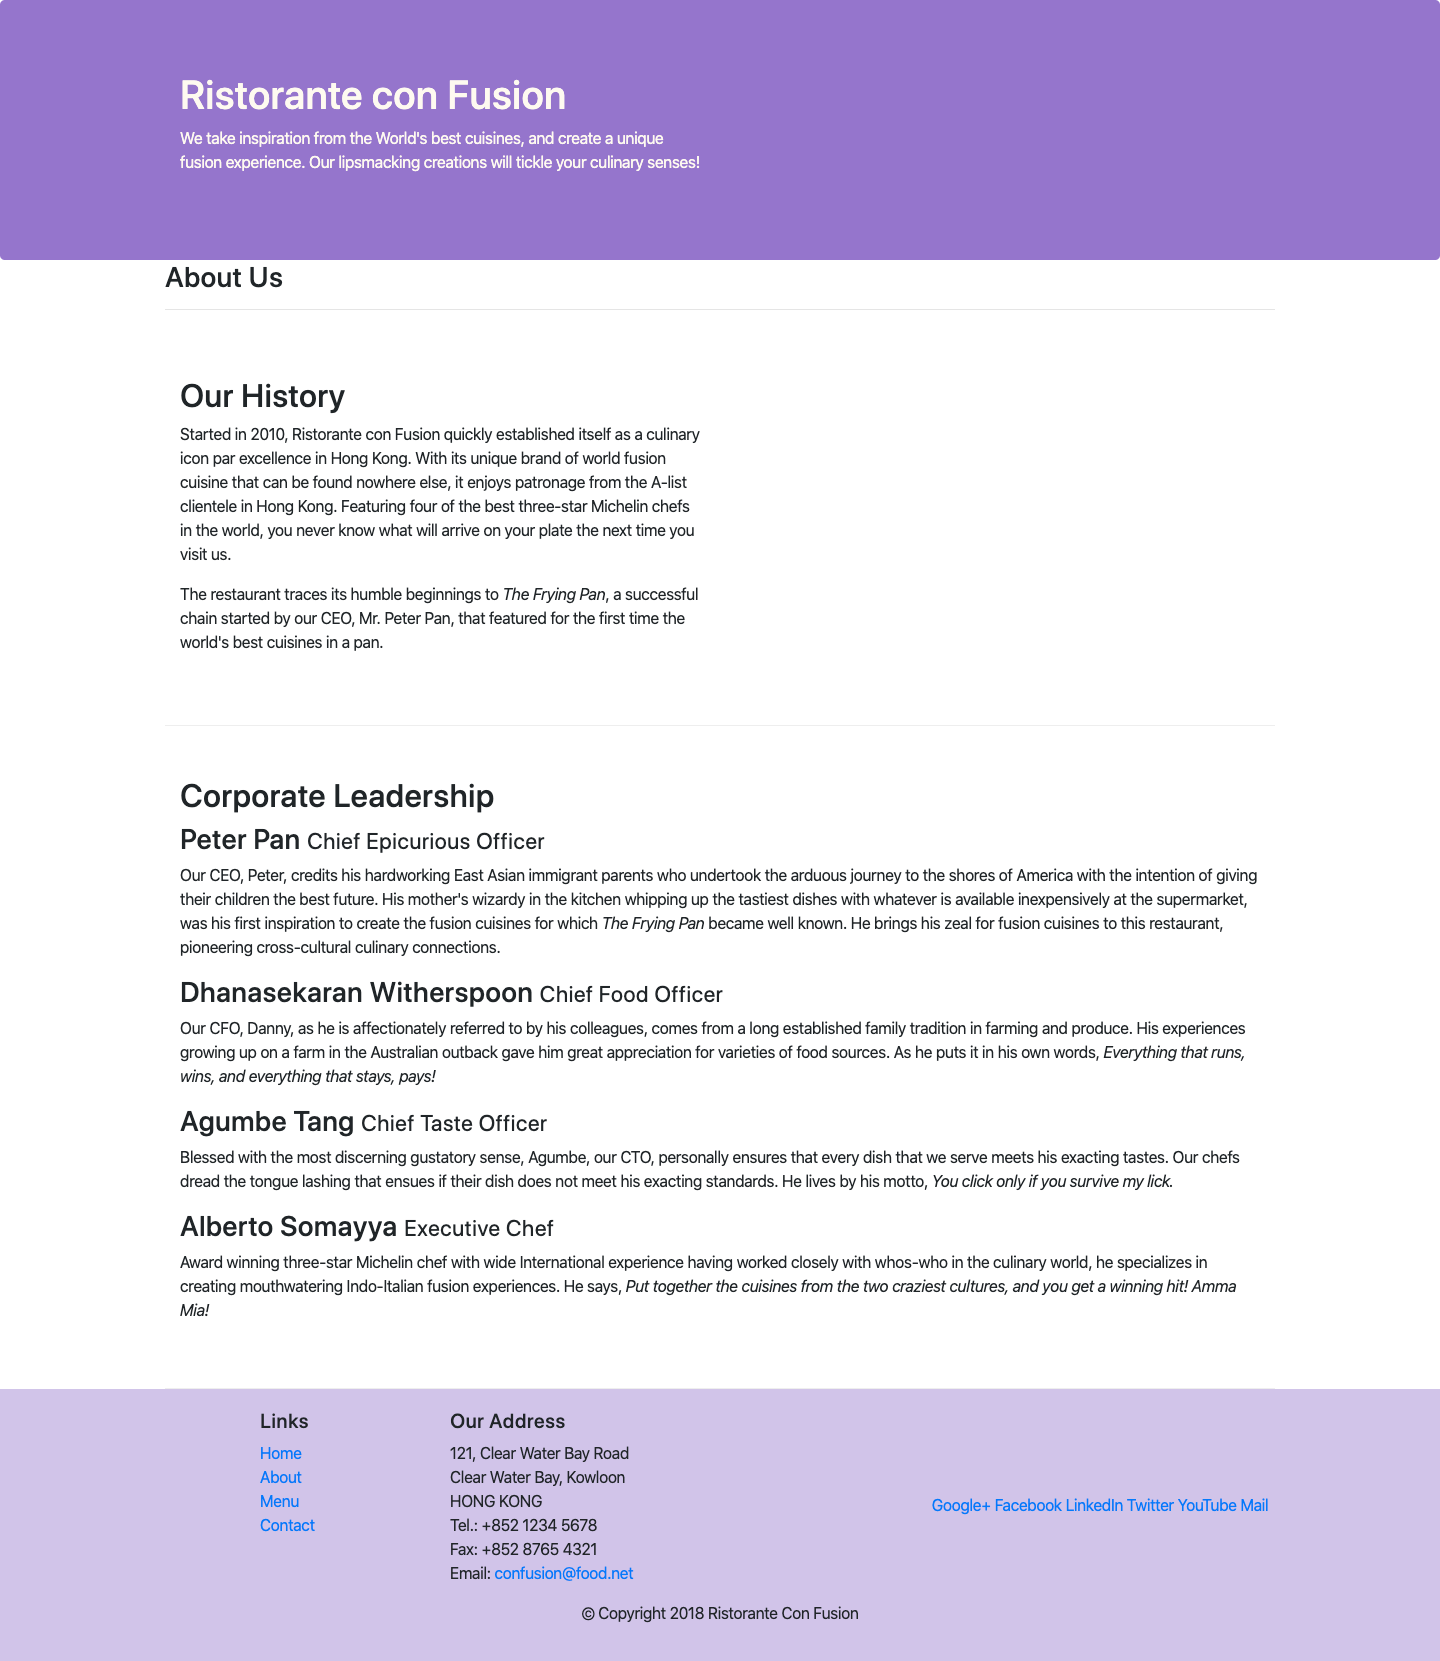 Ristorante con Fusion
We take inspiration from the World's best cuisines, and create a unique
fusion experience. Our lipsmacking creations will tickle your culinary senses!
About Us
Our History
Started in 2010, Ristorante con Fusion quickly established itself as a culinary
icon par excellence in Hong Kong. With its unique brand of world fusion
cuisine that can be found nowhere else, it enjoys patronage from the A-list
clientele in Hong Kong. Featuring four of the best three-star Michelin chefs
in the world, you never know what will arrive on your plate the next time you
visit us.
The restaurant traces its humble beginnings to The Frying Pan, a successful
chain started by our CEO, Mr. Peter Pan, that featured for the first time the
world's best cuisines in a pan.
Corporate Leadership
Peter Pan Chief Epicurious Officer
Our CEO, Peter, credits his hardworking East Asian immigrant parents who undertook the arduous journey to the shores of America with the intention of giving
their children the best future. His mother's wizardy in the kitchen whipping up the tastiest dishes with whatever is available inexpensively at the supermarket,
was his first inspiration to create the fusion cuisines for which The Frying Pan became well known. He brings his zeal for fusion cuisines to this restaurant,
pioneering cross-cultural culinary connections.
Dhanasekaran Witherspoon Chief Food Officer
Our CFO, Danny, as he is affectionately referred to by his colleagues, comes from a long established family tradition in farming and produce. His experiences
growing up on a farm in the Australian outback gave him great appreciation for varieties of food sources. As he puts it in his own words, Everything that runs,
wins, and everything that stays, pays!
Agumbe Tang Chief Taste Officer
Blessed with the most discerning gustatory sense, Agumbe, our CTO, personally ensures that every dish that we serve meets his exacting tastes. Our chefs
dread the tongue lashing that ensues if their dish does not meet his exacting standards. He lives by his motto, You click only if you survive my lick.
Alberto Somayya Executive Chef
Award winning three-star Michelin chef with wide International experience having worked closely with whos-who in the culinary world, he specializes in
creating mouthwatering Indo-Italian fusion experiences. He says, Put together the cuisines from the two craziest cultures, and you get a winning hit! Amma
Mia!
Links
Home
About
Menu
Contact
Our Address
121, Clear Water Bay Road
Clear Water Bay, Kowloon
HONG KONG
Tel.: +852 1234 5678
Fax: +852 8765 4321
Email: confusion@food.net
Google+ Facebook LinkedIn Twitter YouTube Mail
© Copyright 2018 Ristorante Con Fusion